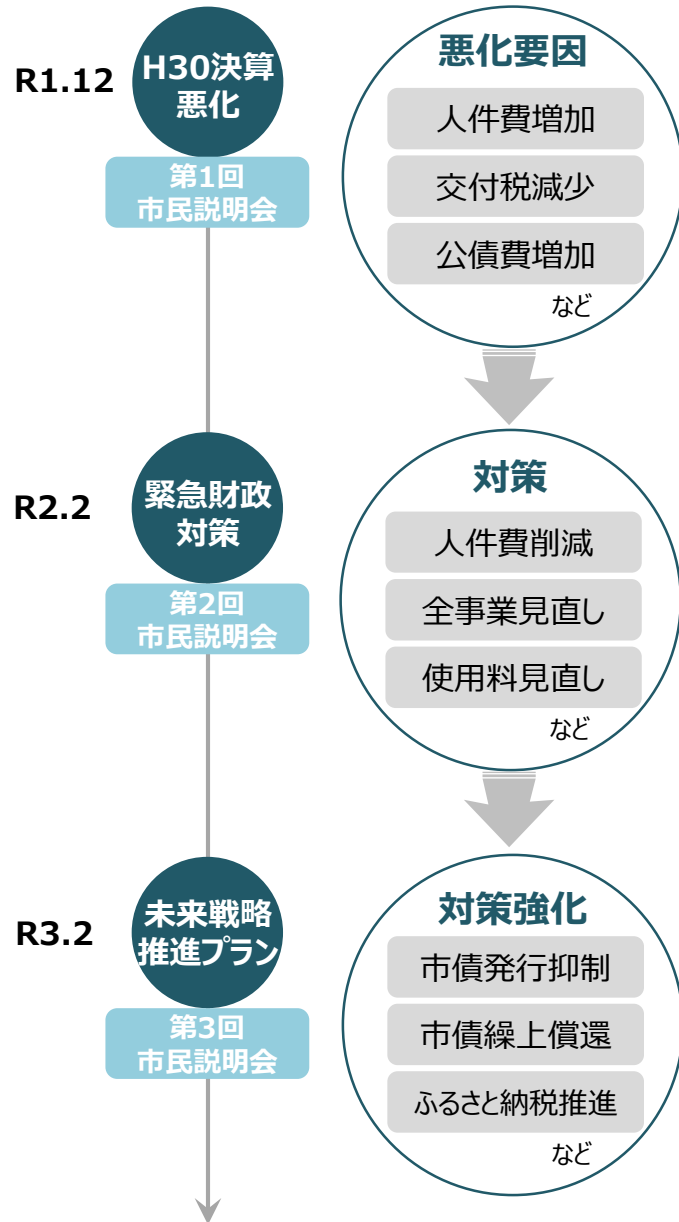 R1.12
H30決算
悪化
第1回
市民説明会
悪化要因
人件費増加
交付税減少
公債費増加
など
R2.2
緊急財政
対策
第2回
市民説明会
対策
人件費削減
全事業見直し
使用料見直し
など
R3.2
未来戦略
推進プラン
第3回
市民説明会
対策強化
市債発行抑制
市債繰上償還
ふるさと納税推進
など